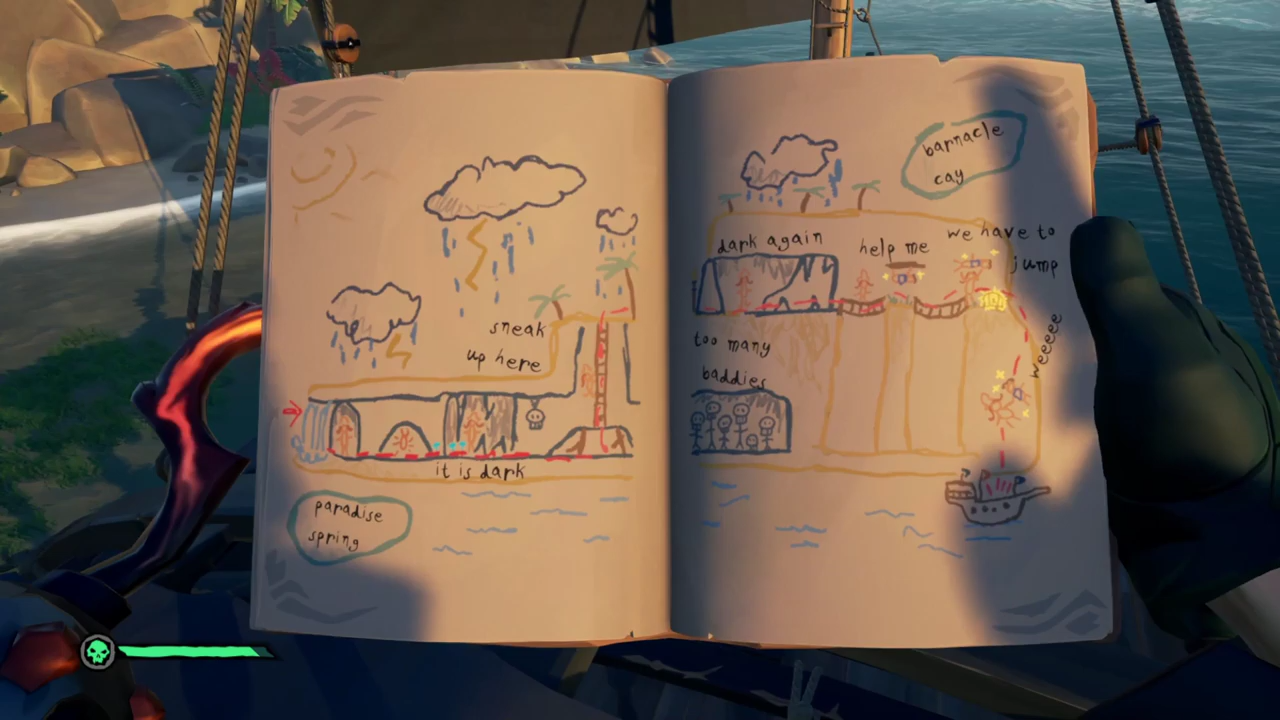 sneak
up here
it is dark
paradise
spring
barnacle
cay
dark again
help me
we have to
jump
too many
baddies
weeeee